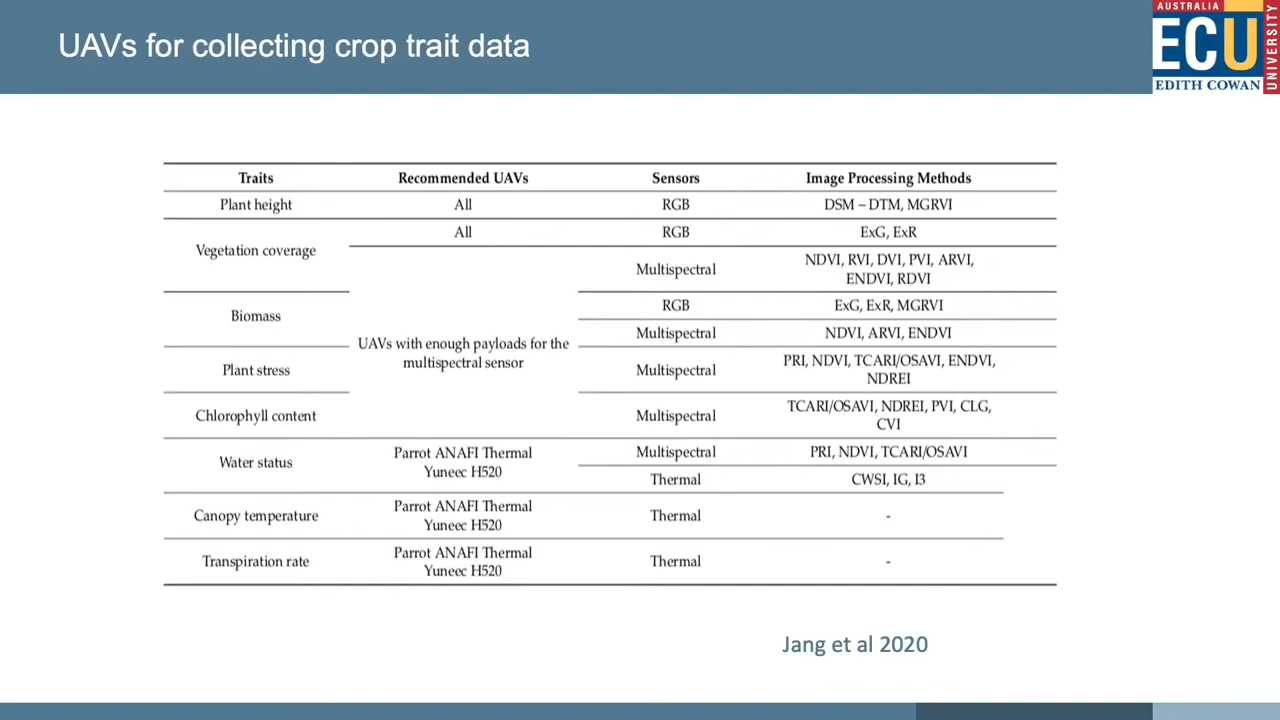 UAVs for collecting crop trait data
AUSTRALIA
ECU
EDITH COWAN
UNIVERSITY
Traits Recommended UAVs Sensors Image Processing Methods
Plant height All RGB DSM – DTM, MGRVI
Vegetation coverage All RGB ExG, ExR
Multispectral NDVI, RVI, DVI, PVI, ARVI,
ENDVI, RDVI
Biomass RGB ExG, ExR, MGRVI
UAVs with enough payloads for the
multispectral sensor
Multispectral NDVI, ARVI, ENDVI
Plant stress Multispectral PRI, NDVI, TCARI/OSAVI, ENDVI,
NDREI
Chlorophyll content Multispectral TCARI/OSAVI, NDREI, PVI, CLG,
CVI
Water status Parrot ANAFI Thermal
Yuneec H520
Multispectral PRI, NDVI, TCARI/OSAVI
Thermal CWSI, IG, I3
Canopy temperature Parrot ANAFI Thermal
Yuneec H520
Thermal -
Transpiration rate Parrot ANAFI Thermal
Yuneec H520
Thermal -
Jang et al 2020